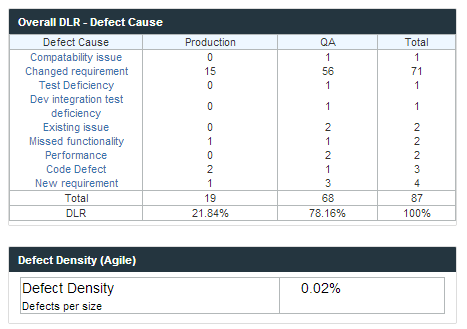 Overall DLR - Defect Cause
Defect Cause Production QA Total
Compatability issue 0 1 1
Changed requirement 15 56 71
Test Deficiency 0 1 1
Dev integration test
deficiency 0 1 1
Existing issue 0 2 2
Missed functionality 1 1 2
Performance 0 2 2
Code Defect 2 1 3
New requirement 1 3 4
Total 19 68 87
DLR 21.84% 78.16% 100%
Defect Density (Agile)
Defect Density 0.02%
Defects per size